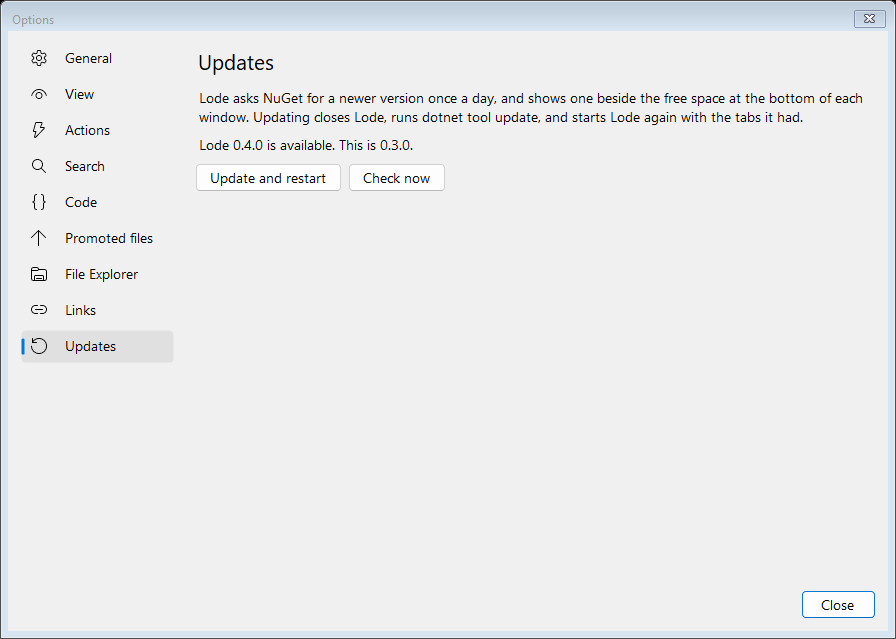 Options
General
View
Actions
Search
Code
Promoted files
File Explorer
Links
Updates
Updates
Lode asks NuGet for a newer version once a day, and shows one beside the free space at the bottom of each
window. Updating closes Lode, runs dotnet tool update, and starts Lode again with the tabs it had.
Lode 0.4.0 is available. This is 0.3.0.
Update and restart
Check now
Close